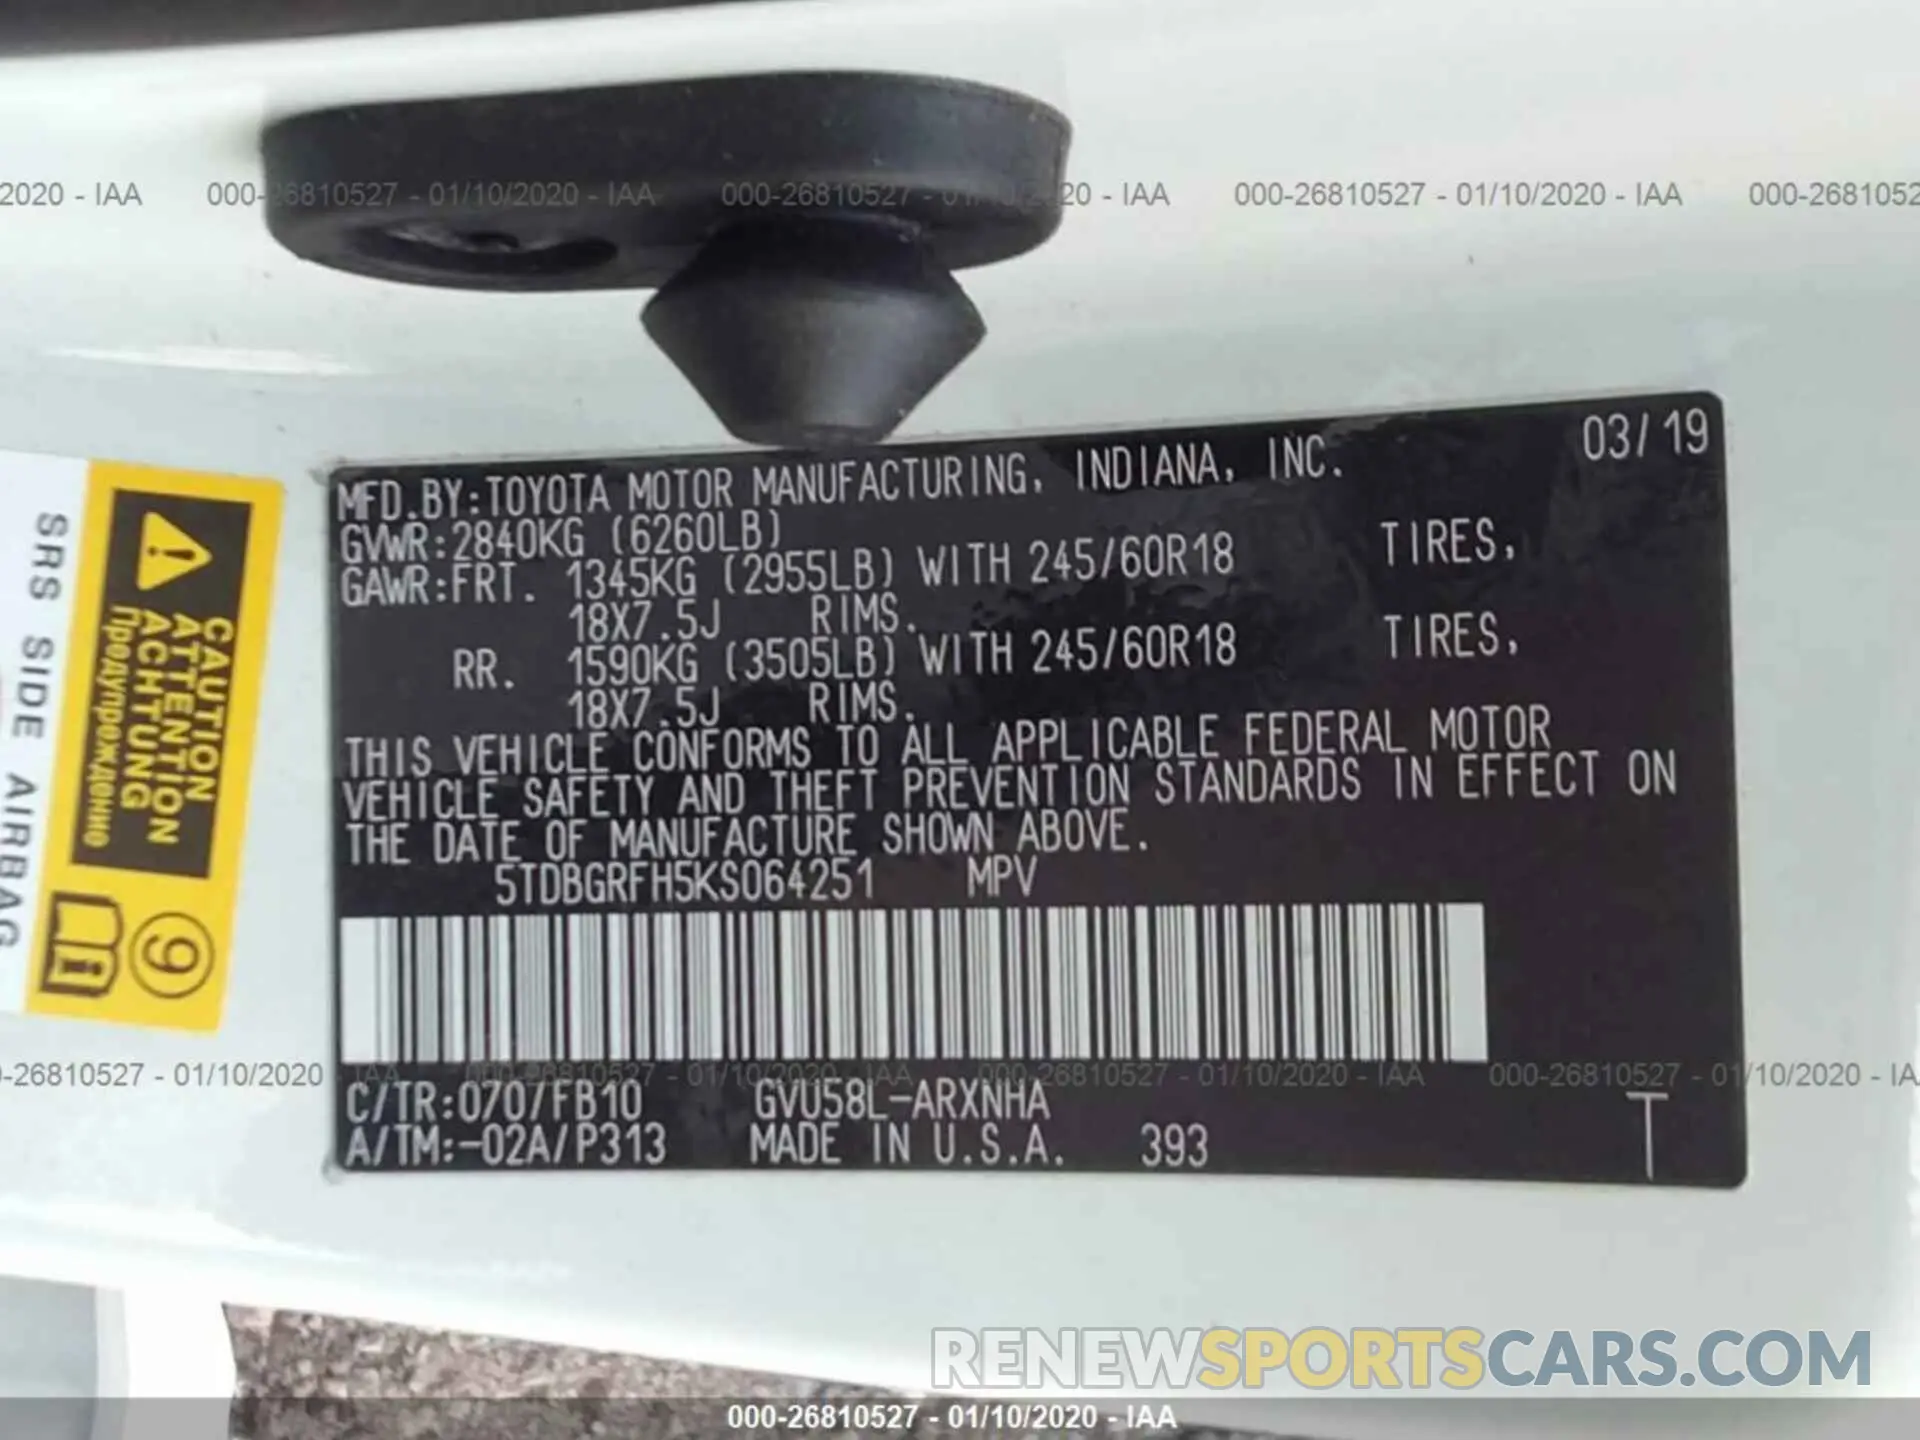 2020 - IAA 000-26810527 - 01/10/2020 - IAA 000-26810527 - 01/10/2020 - IAA 000-26810527 - 01/10/2020 - IAA 000-2681052
03/19
MFD.BY:TOYOTA MOTOR MANUFACTURING, INDIANA, INC.
GVWR:2840KG (6260LB)
GAWR:FRT. 1345KG (2955LB) WITH 245/60R18 TIRES,
18X7.5J RIMS.
RR. 1590KG (3505LB) WITH 245/60R18 TIRES,
18X7.5J RIMS.
THIS VEHICLE CONFORMS TO ALL APPLICABLE FEDERAL MOTOR
VEHICLE SAFETY AND THEFT PREVENTION STANDARDS IN EFFECT ON
THE DATE OF MANUFACTURE SHOWN ABOVE.
5TDBGRFH5KS064251 MPV
C/TR:070/FB10 GVU58L-ARXNHA
A/TM:-02A/P313 MADE IN U.S.A. 393
T
CAUTION
ATTENTION
ACHTUNG
Предупреждение
9
SRS SIDE AIRBAG
-26810527 - 01/10/2020 - IAA 000-26810527 - 01/10/2020 - IAA 000-26810527 - 01/10/2020 - IAA 000-26810527 - 01/10/2020 - IA
RENEWSPORTSCARS.COM
000-26810527 - 01/10/2020 - IAA